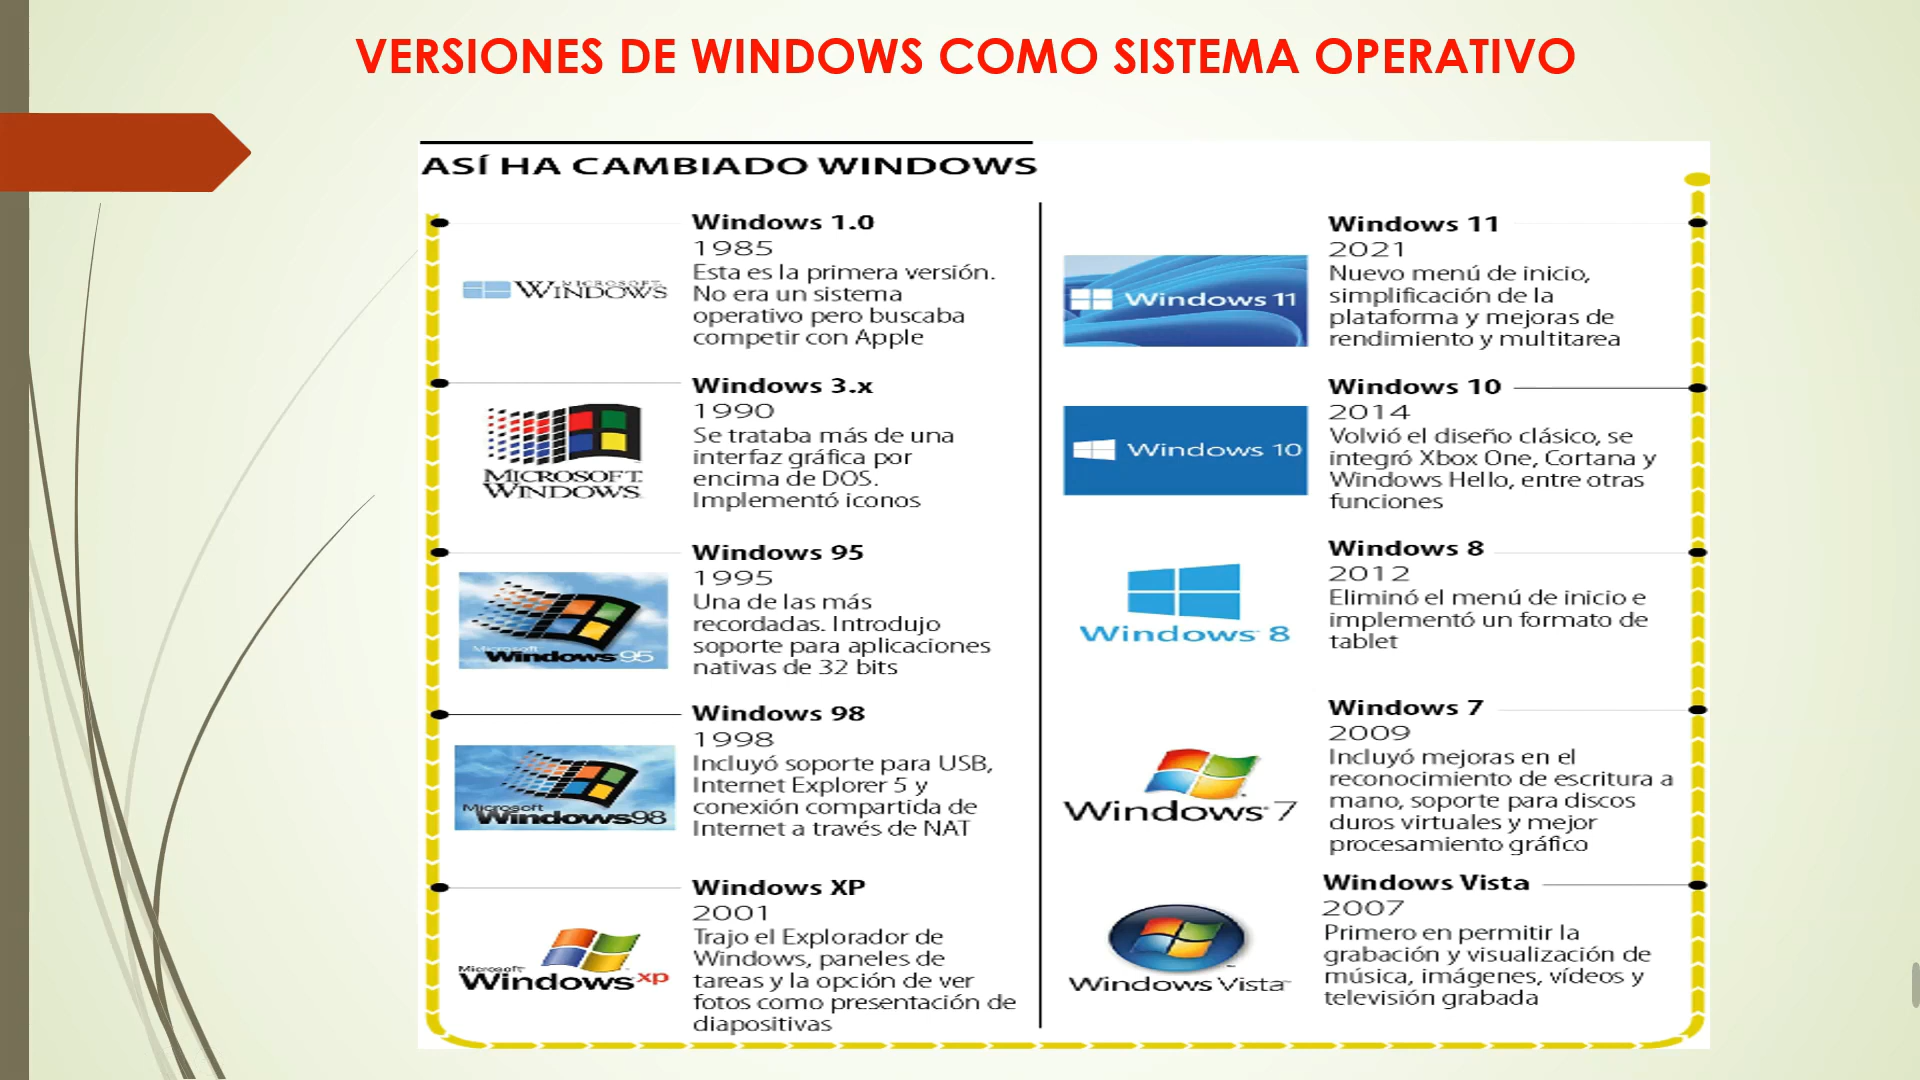 VERSIONES DE WINDOWS COMO SISTEMA OPERATIVO
ASÍ HA CAMBIADO WINDOWS
MICROSOFT.
WINDOWS
Windows 1.0
1985
Esta es la primera versión.
No era un sistema
operativo pero buscaba
competir con Apple
MICROSOFT.
WINDOWS.
Windows 3.x
1990
Se trataba más de una
interfaz gráfica por
encima de DOS.
Implementó iconos
Microsoft
Windows 95
Windows 95
1995
Una de las más
recordadas. Introdujo
soporte para aplicaciones
nativas de 32 bits
Microsoft
Windows98
Windows 98
1998
Incluyó soporte para USB,
Internet Explorer 5 y
conexión compartida de
Internet a través de NAT
Microsoft
Windows xp
Windows XP
2001
Trajo el Explorador de
Windows, paneles de
tareas y la opción de ver
fotos como presentación de
diapositivas
Windows 11
Windows 11
2021
Nuevo menú de inicio,
simplificación de la
plataforma y mejoras de
rendimiento y multitarea
Windows 10
Windows 10
2014
Volvió el diseño clásico, se
integró Xbox One, Cortana y
Windows Hello, entre otras
funciones
Windows 8
Windows 8
2012
Eliminó el menú de inicio e
implementó un formato de
tablet
Windows 7
Windows 7
2009
Incluyó mejoras en el
reconocimiento de escritura a
mano, soporte para discos
duros virtuales y mejor
procesamiento gráfico
Windows Vista
Windows Vista
2007
Primero en permitir la
grabación y visualización de
música, imágenes, vídeos y
televisión grabada